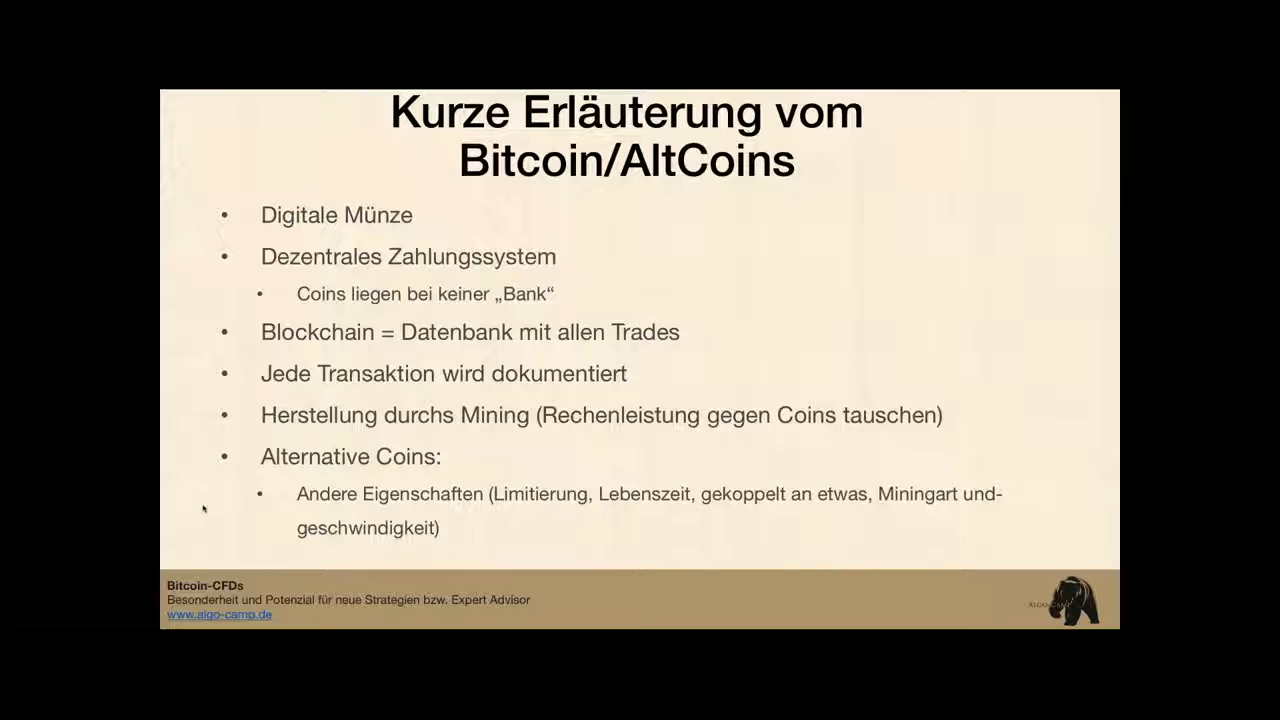 Kurze Erläuterung vom
Bitcoin/AltCoins
• Digitale Münze
• Dezentrales Zahlungssystem
• Coins liegen bei keiner „Bank“
• Blockchain = Datenbank mit allen Trades
• Jede Transaktion wird dokumentiert
• Herstellung durchs Mining (Rechenleistung gegen Coins tauschen)
• Alternative Coins:
• Andere Eigenschaften (Limitierung, Lebenszeit, gekoppelt an etwas, Miningart und-
geschwindigkeit)
Bitcoin-CFDs
Besonderheit und Potenzial für neue Strategien bzw. Expert Advisor
www.algo-camp.de